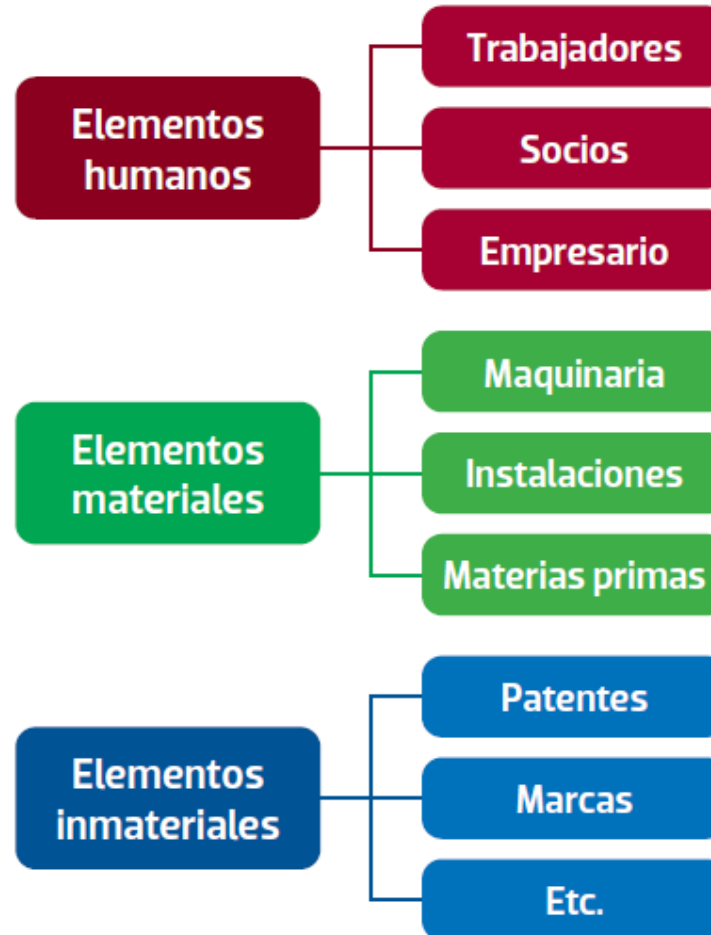 Elementos
humanos
Trabajadores
Socios
Empresario
Elementos
materiales
Maquinaria
Instalaciones
Materias primas
Elementos
inmateriales
Patentes
Marcas
Etc.